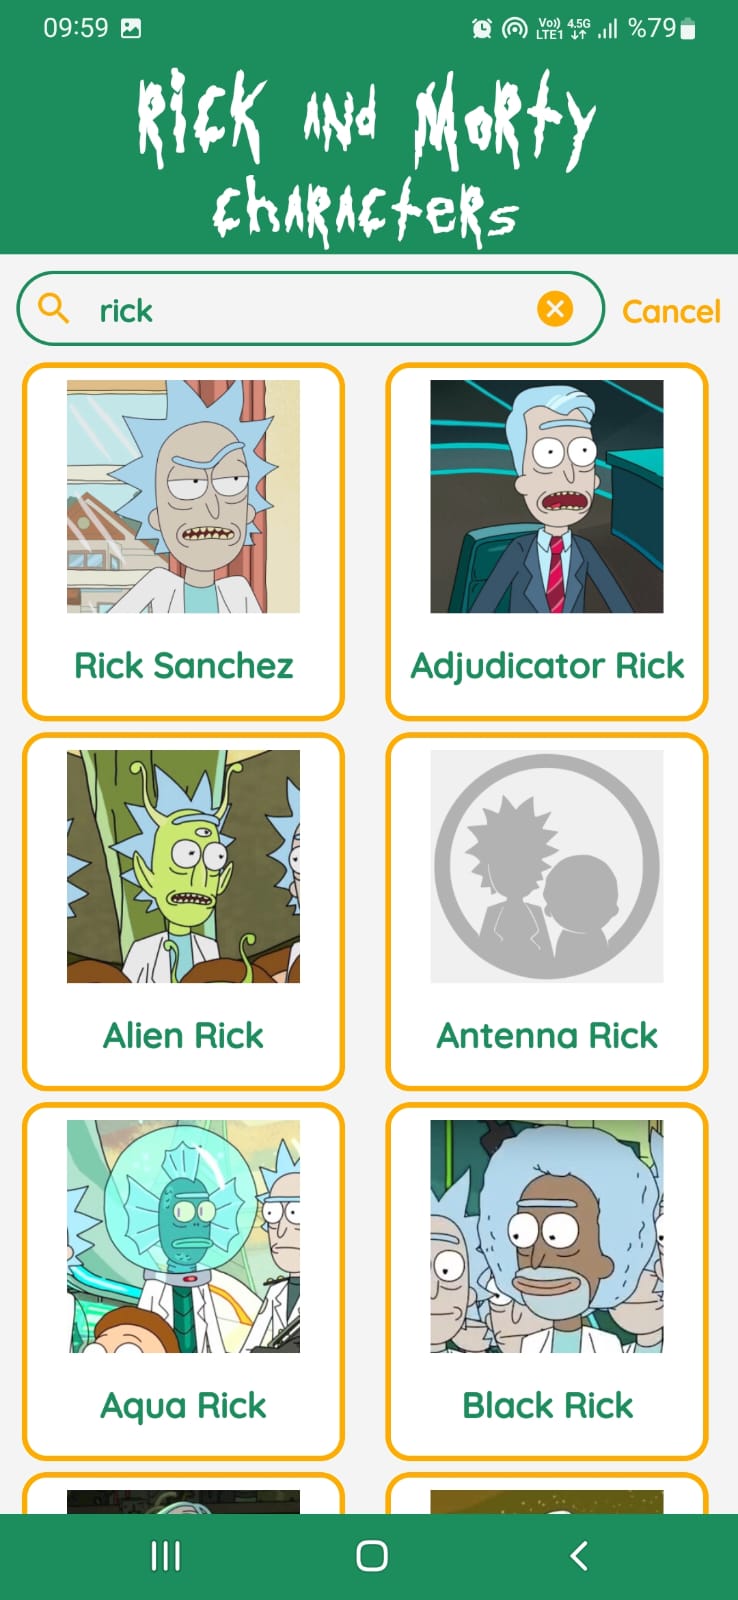 09:59 Vo)) LTE1 4.5G %79
Rick and Morty
characters
rick Cancel
Rick Sanchez Adjudicator Rick
Alien Rick Antenna Rick
Aqua Rick Black Rick